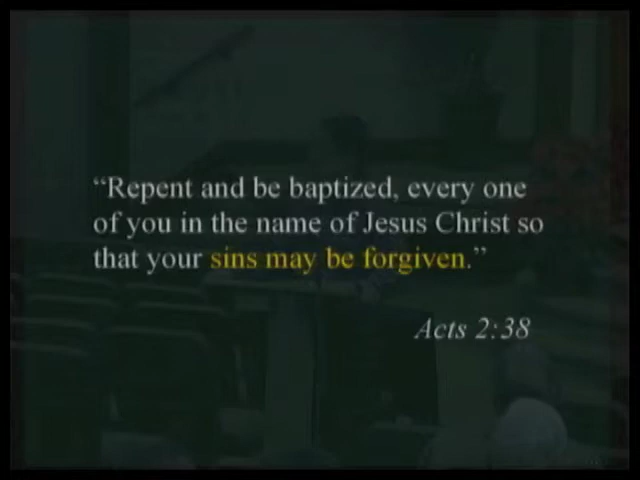 “Repent and be baptized, every one
of you in the name of Jesus Christ so
that your sins may be forgiven.”
Acts 2:38